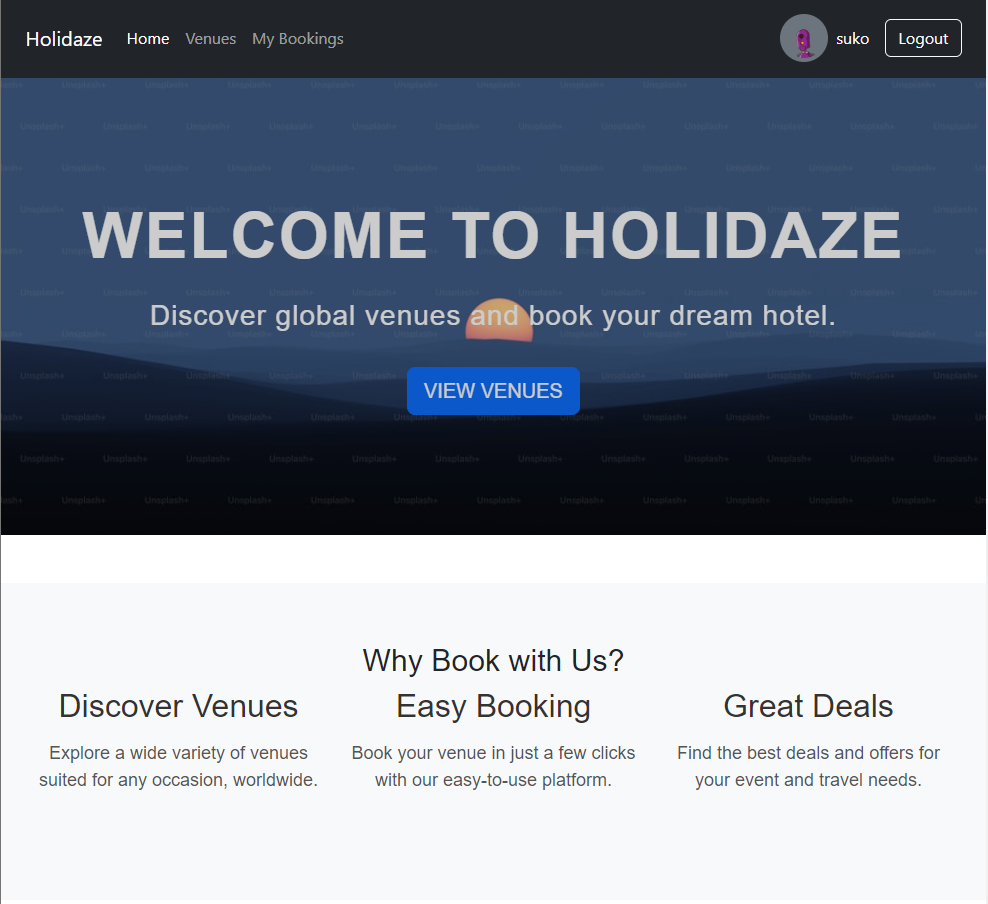 Holidaze Home Venues My Bookings suko Logout
WELCOME TO HOLIDAZE
Discover global venues and book your dream hotel.
VIEW VENUES
Unsplash+
Why Book with Us?
Discover Venues Easy Booking Great Deals
Explore a wide variety of venues Book your venue in just a few clicks Find the best deals and offers for
suited for any occasion, worldwide. with our easy-to-use platform. your event and travel needs.